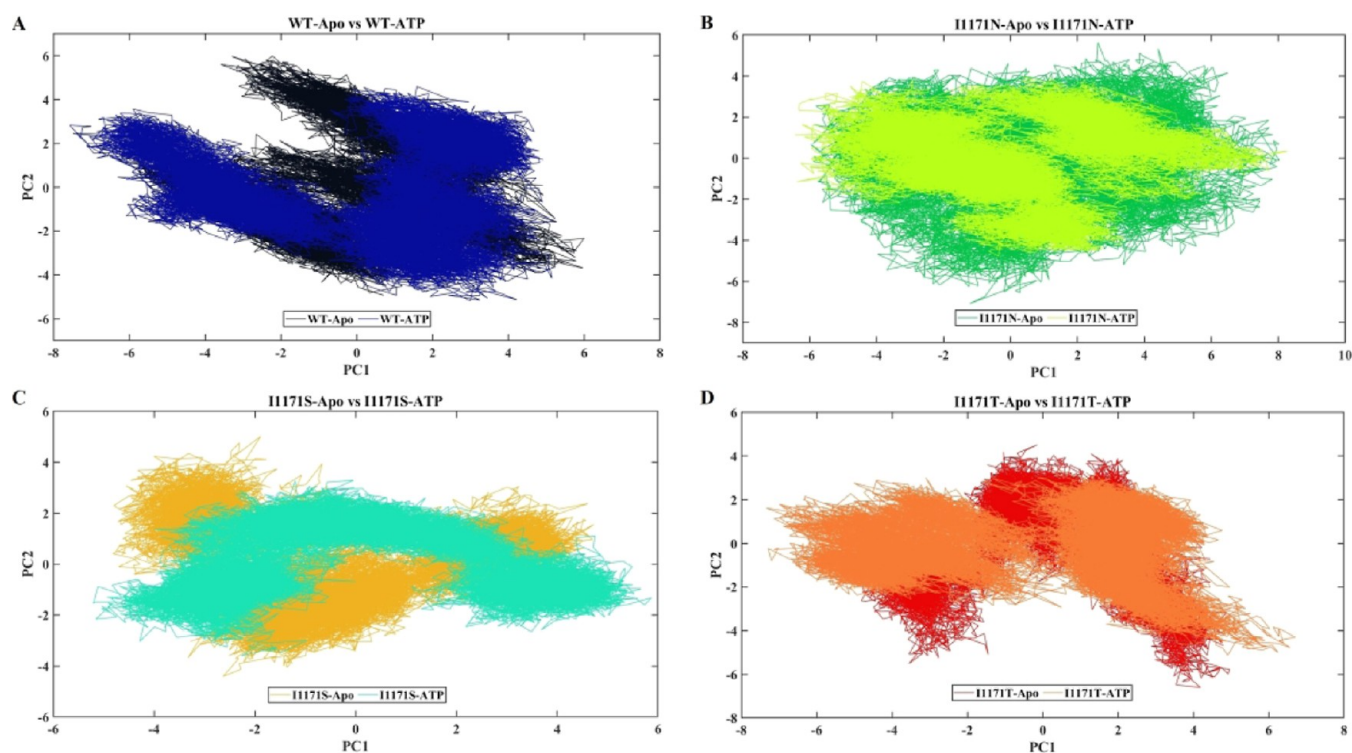 A
WT-Apo vs WT-ATP
6
4
2
0
-2
-4
-6
PC2
WT-Apo WT-ATP
-8 -6 -4 -2 0 2 4 6 8
PC1
B
I1171N-Apo vs I1171N-ATP
6
4
2
0
-2
-4
-6
-8
PC2
I1171N-Apo I1171N-ATP
-8 -6 -4 -2 0 2 4 6 8 10
PC1
C
I1171S-Apo vs I1171S-ATP
6
4
2
0
-2
-4
-6
PC2
I1171S-Apo I1171S-ATP
-6 -4 -2 0 2 4 6
PC1
D
I1171T-Apo vs I1171T-ATP
6
4
2
0
-2
-4
-6
-8
PC2
I1171T-Apo I1171T-ATP
-8 -6 -4 -2 0 2 4 6 8
PC1